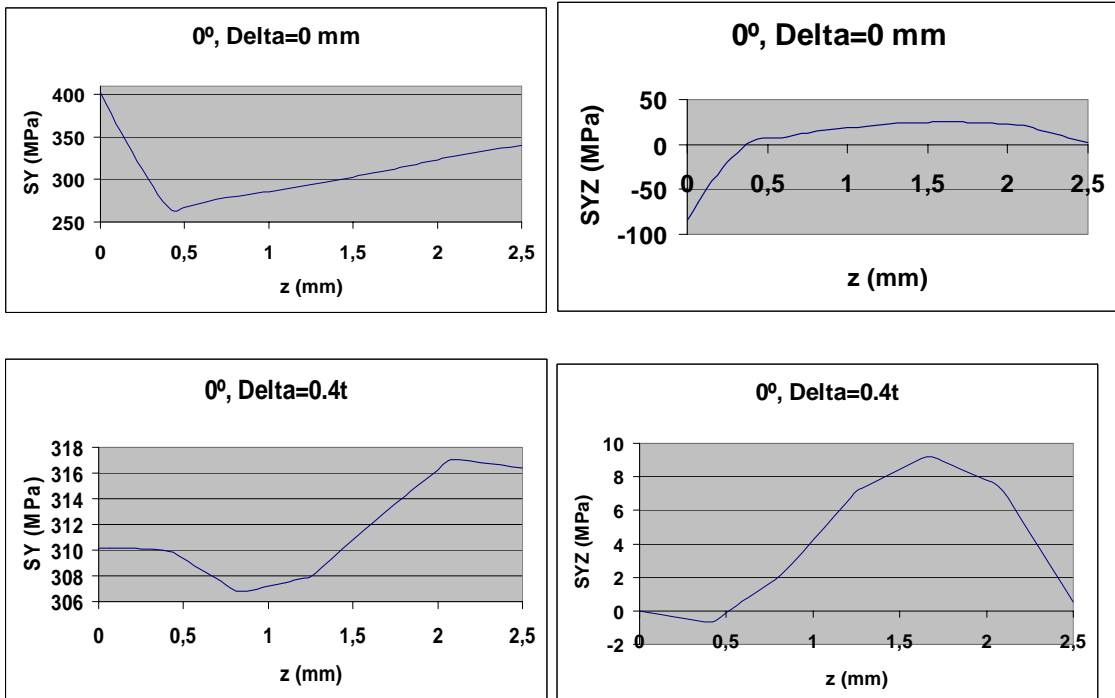 0º, Delta=0 mm
SY (MPa)
400
350
300
250
0 0,5 1 1,5 2 2,5
z (mm)
0º, Delta=0 mm
SYZ (MPa)
50
0
-50
-100
0 0,5 1 1,5 2 2,5
z (mm)
0º, Delta=0.4t
SY (MPa)
318
316
314
312
310
308
306
0 0,5 1 1,5 2 2,5
z (mm)
0º, Delta=0.4t
SYZ (MPa)
10
8
6
4
2
0
-2
0 0,5 1 1,5 2 2,5
z (mm)